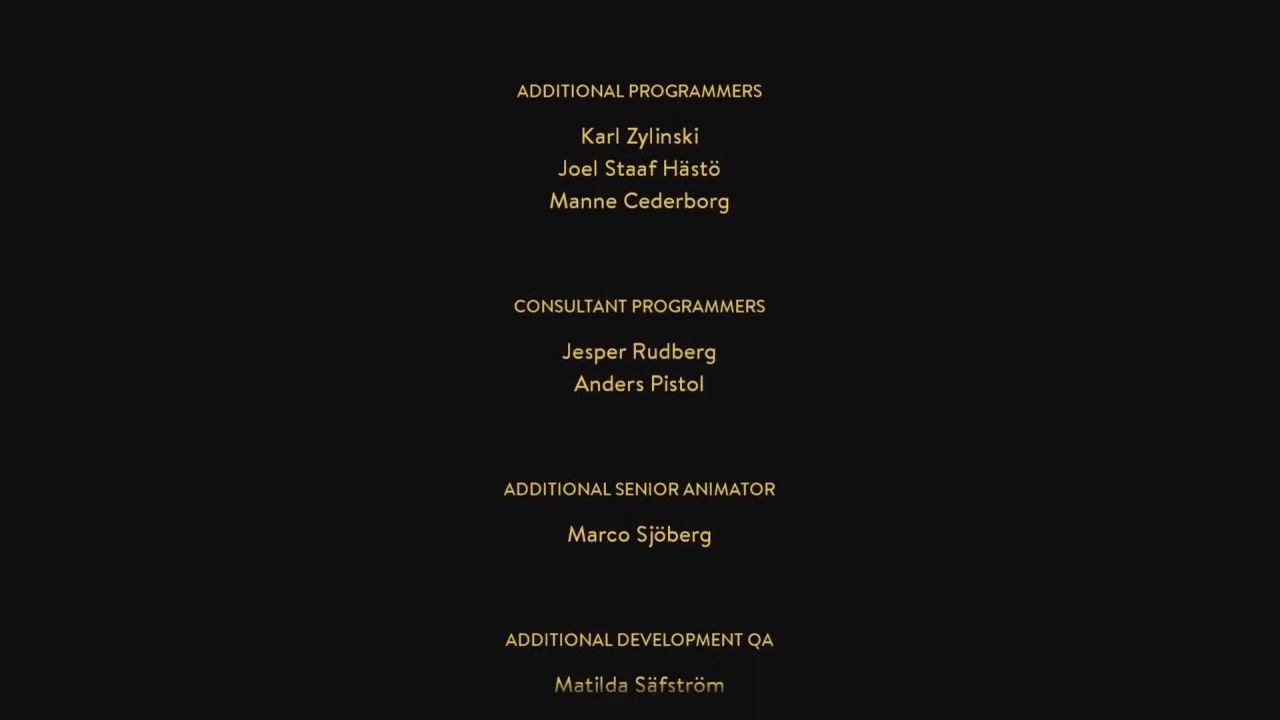 ADDITIONAL PROGRAMMERS
Karl Zylinski
Joel Staaf Hästö
Manne Cederborg
CONSULTANT PROGRAMMERS
Jesper Rudberg
Anders Pistol
ADDITIONAL SENIOR ANIMATOR
Marco Sjöberg
ADDITIONAL DEVELOPMENT QA
Matilda Säfström